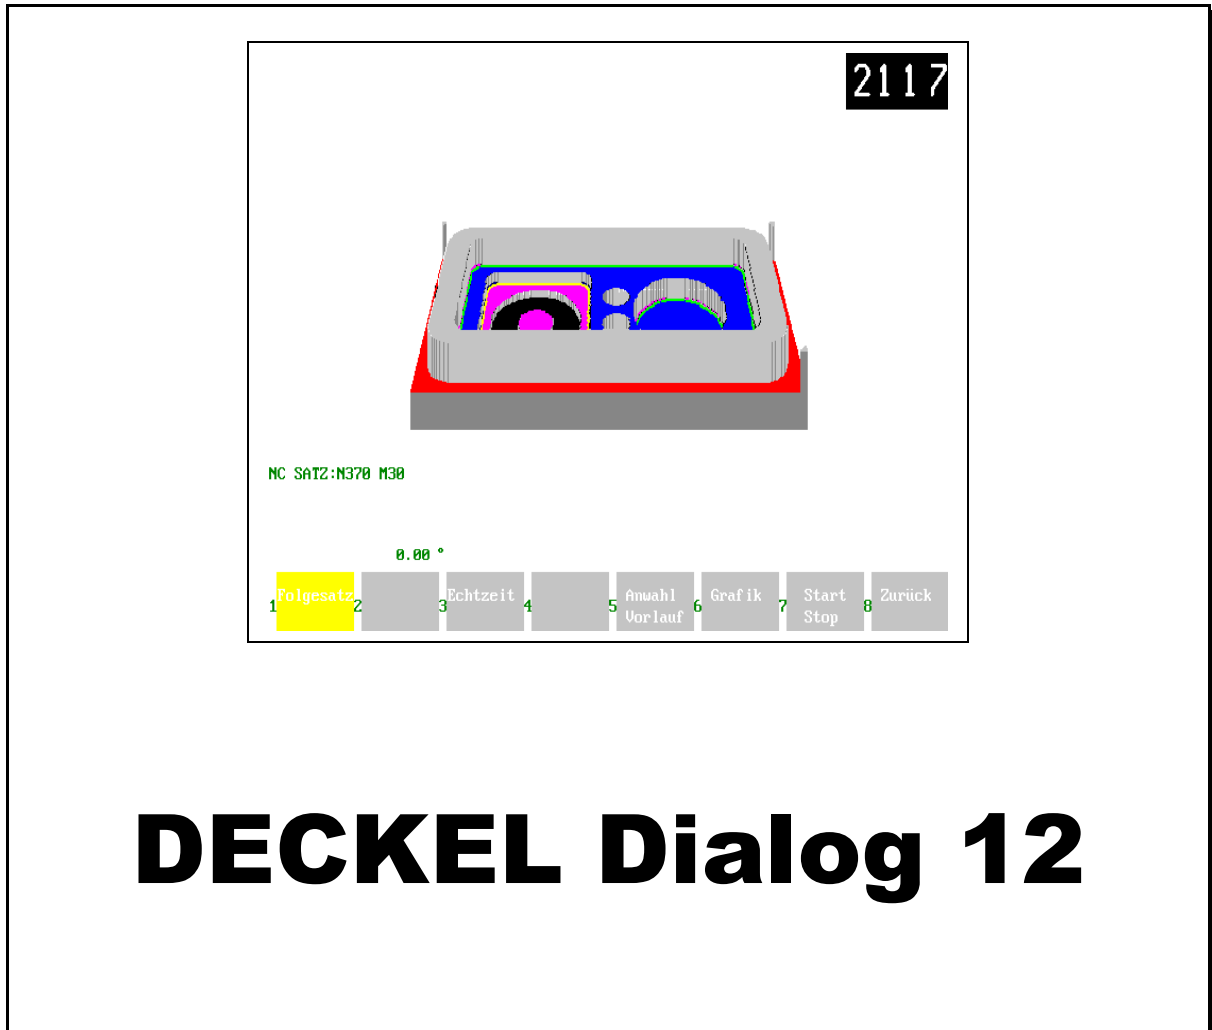 2117
NC SATZ:N370 M30
0.00 °
1 Folgesatz 2 3 Echtzeit 4 5 Anwahl Vorlauf 6 Grafik 7 Start Stop 8 Zurück
DECKEL Dialog 12